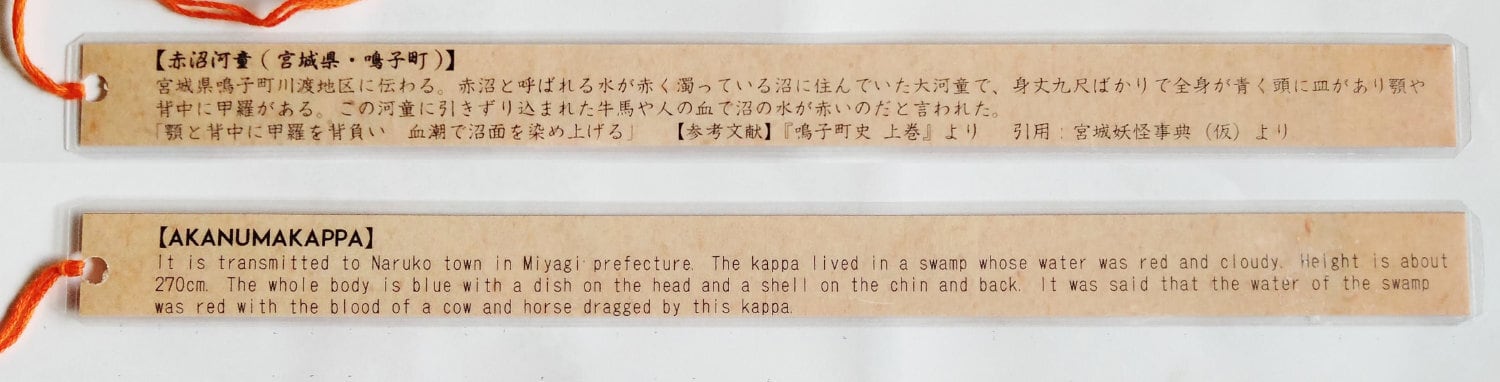 【赤沼河童（宮城県・鳴子町）】
宮城県鳴子町川渡地区に伝わる。赤沼と呼ばれる水が赤く濁っている沼に住んでいた大河童で、身丈九尺ばかりで全身が青く頭に皿があり顎や
背中に甲羅がある。この河童に引きずり込まれた牛馬や人の血で沼の水が赤いのだと言われた。
「顎と背中に甲羅を背負い　血潮で沼面を染め上げる」　【参考文献】『鳴子町史 上巻』より　引用：宮城妖怪事典（仮）より
【AKANUMAKAPPA】
It is transmitted to Naruko town in Miyagi prefecture. The kappa lived in a swamp whose water was red and cloudy. Height is about
270cm. The whole body is blue with a dish on the head and a shell on the chin and back. It was said that the water of the swamp
was red with the blood of a cow and horse dragged by this kappa.